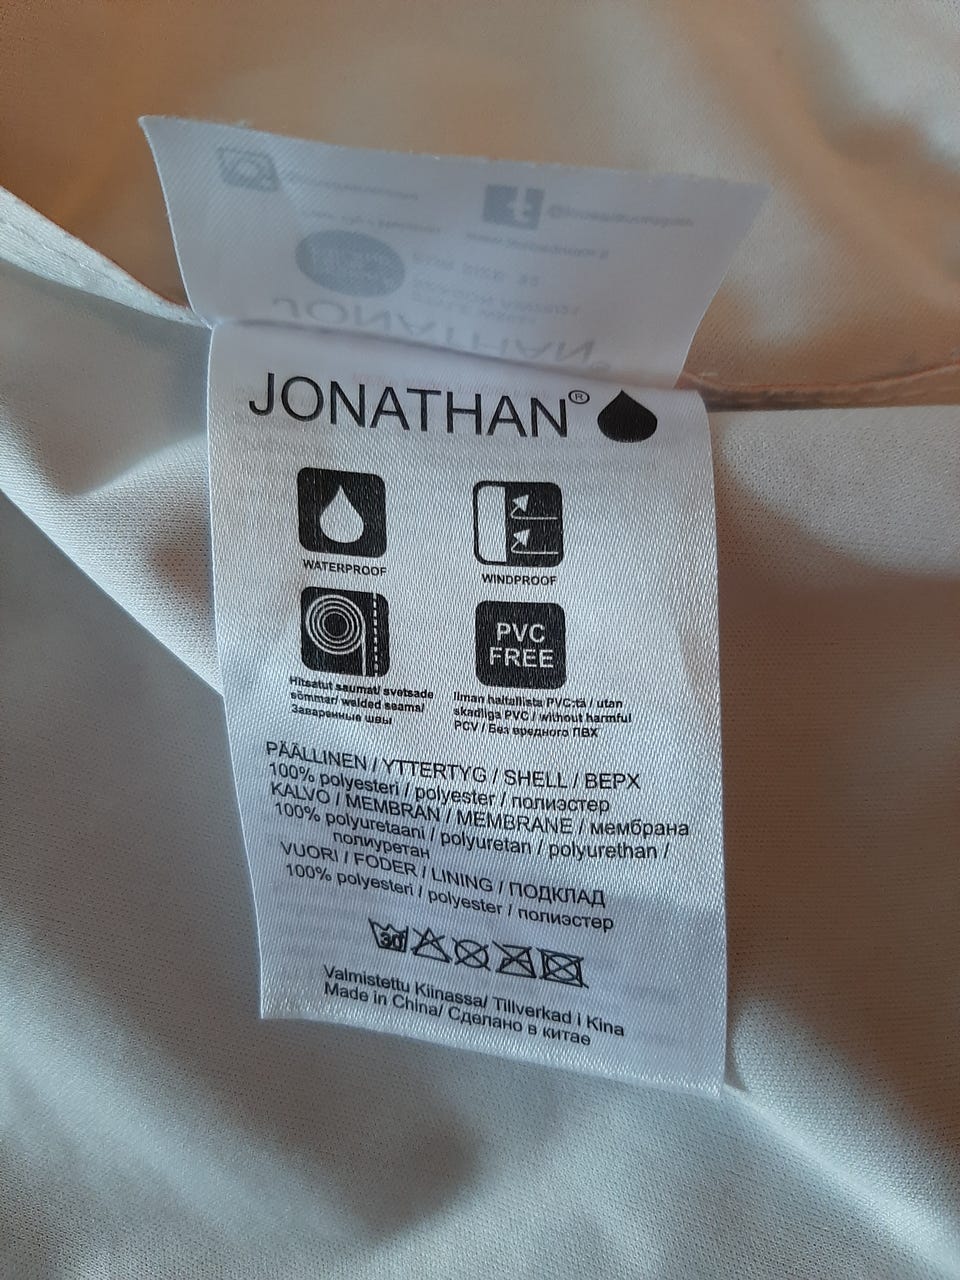 JONATHAN®
WATERPROOF
WINDPROOF
PVC
FREE
Hitsatut saumat/ svetsade
sömmar/ welded seams/
Заваренные швы
Ilman haitallista PVC:tä / utan
skadliga PVC / without harmful
PCV / Без вредного ПВХ
PÄÄLLINEN / YTTERTYG / SHELL / ВЕРХ
100% polyesteri / polyester / полиэстер
KALVO / MEMBRAN / MEMBRANE / мембрана
100% polyuretaani / polyuretan / polyurethan /
полиуретан
VUORI / FODER / LINING / ПОДКЛАД
100% polyesteri / polyester / полиэстер
30°
Valmistettu Kiinassa/ Tillverkad i Kina
Made in China/ Сделано в китае